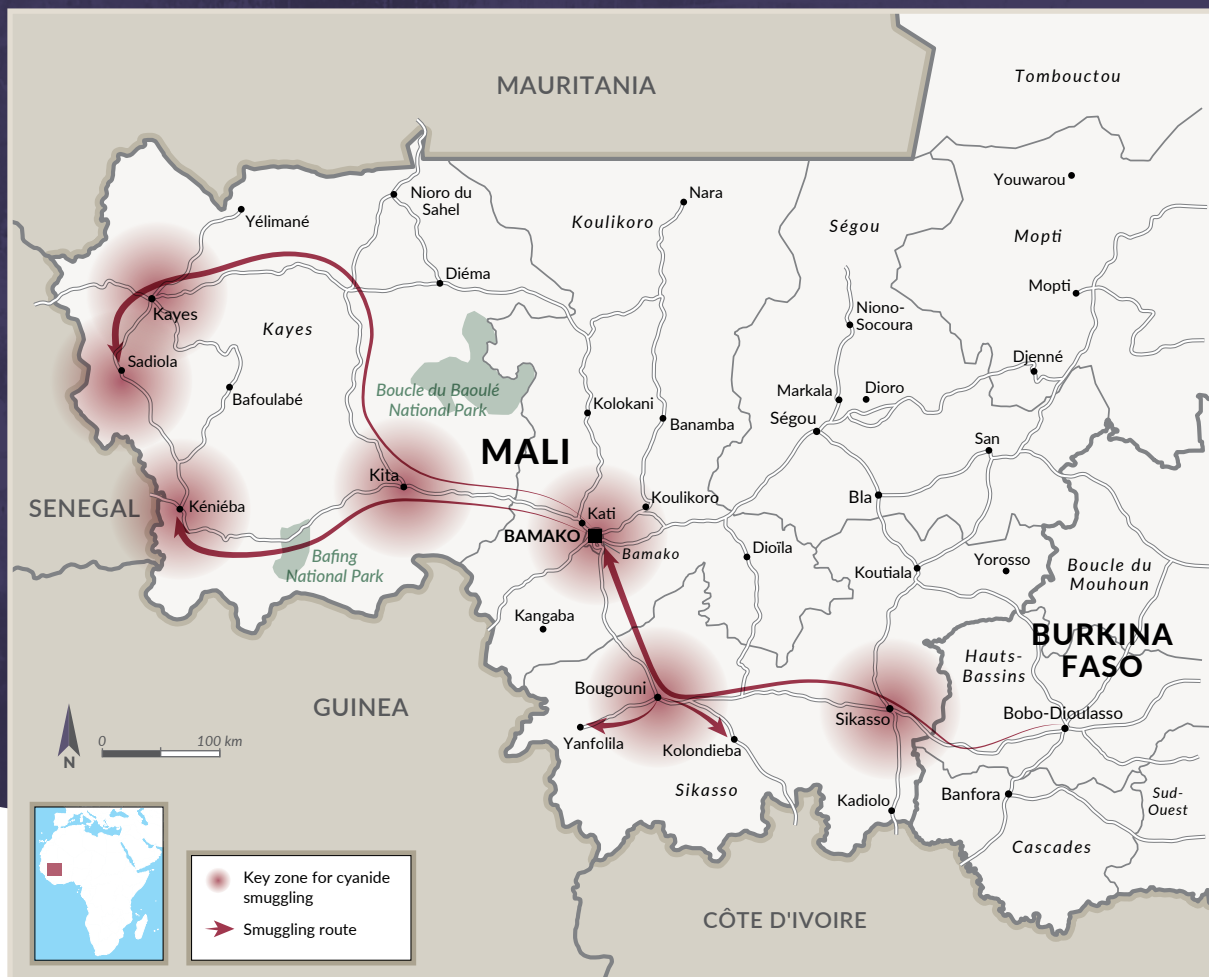 MAURITANIA
Tombouctou
Youwarou
Nioro du
Sahel
Nara
Yélimané
Koulikoro
Ségou
Mopti
Diéma
Mopti
Kayes
Kayes
Niono-
Socoura
Sadiola
Djenné
Bafoulabé
Boucle du Baoulé
National Park
Markala
Dioro
Kolokani
Banamba
Ségou
MALI
San
Kita
Koulikoro
Bla
SENEGAL
Kéniéba
Kati
BAMAKO
Bamako
Dioïla
Bafing
National Park
Koutiala
Yorosso
Boucle du
Mouhoun
Kangaba
BURKINA
FASO
Hauts-
Bassins
Bougouni
GUINEA
Sikasso
Bobo-Dioulasso
Yanfolila
Kolondieba
0
100 km
N
Sikasso
Kadiolo
Banfora
Sud-
Ouest
Cascades
Key zone for cyanide
smuggling
Smuggling route
CÔTE D'IVOIRE